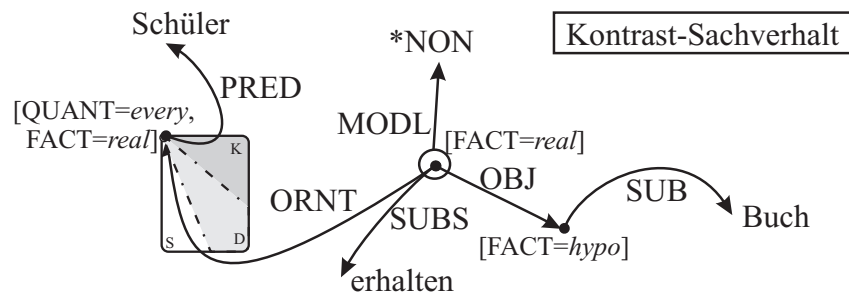 Schüler
*NON
Kontrast-Sachverhalt
PRED
[QUANT=every,
FACT=real]
MODL
[FACT=real]
K
OBJ
SUB
ORNT
SUBS
Buch
S
D
[FACT=hypo]
erhalten